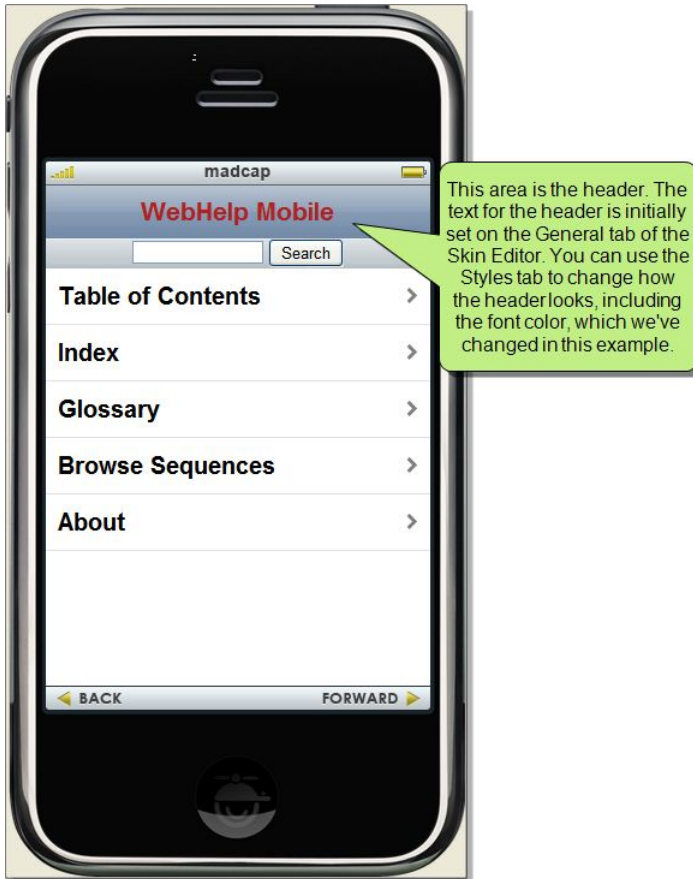 madcap
WebHelp Mobile
Search
Table of Contents
Index
Glossary
Browse Sequences
About
BACK
FORWARD
This area is the header. The
text for the header is initially
set on the General tab of the
Skin Editor. You can use the
Styles tab to change how
the header looks, including
the font color, which we've
changed in this example.